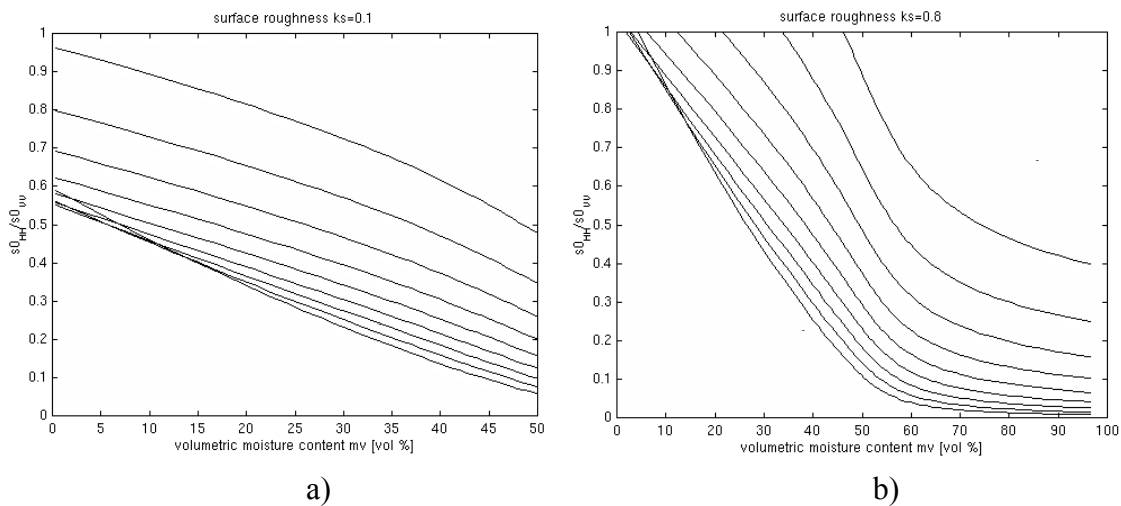 surface roughness ks=0.1
1
0.9
0.8
0.7
0.6
0.5
0.4
0.3
0.2
0.1
0
s0_HH/s0_υυ
0 5 10 15 20 25 30 35 40 45 50
volumetric moisture content mv [vol %]
a)
surface roughness ks=0.8
1
0.9
0.8
0.7
0.6
0.5
0.4
0.3
0.2
0.1
0
s0_HH/s0_υυ
0 10 20 30 40 50 60 70 80 90 100
volumetric moisture content mv [vol %]
b)